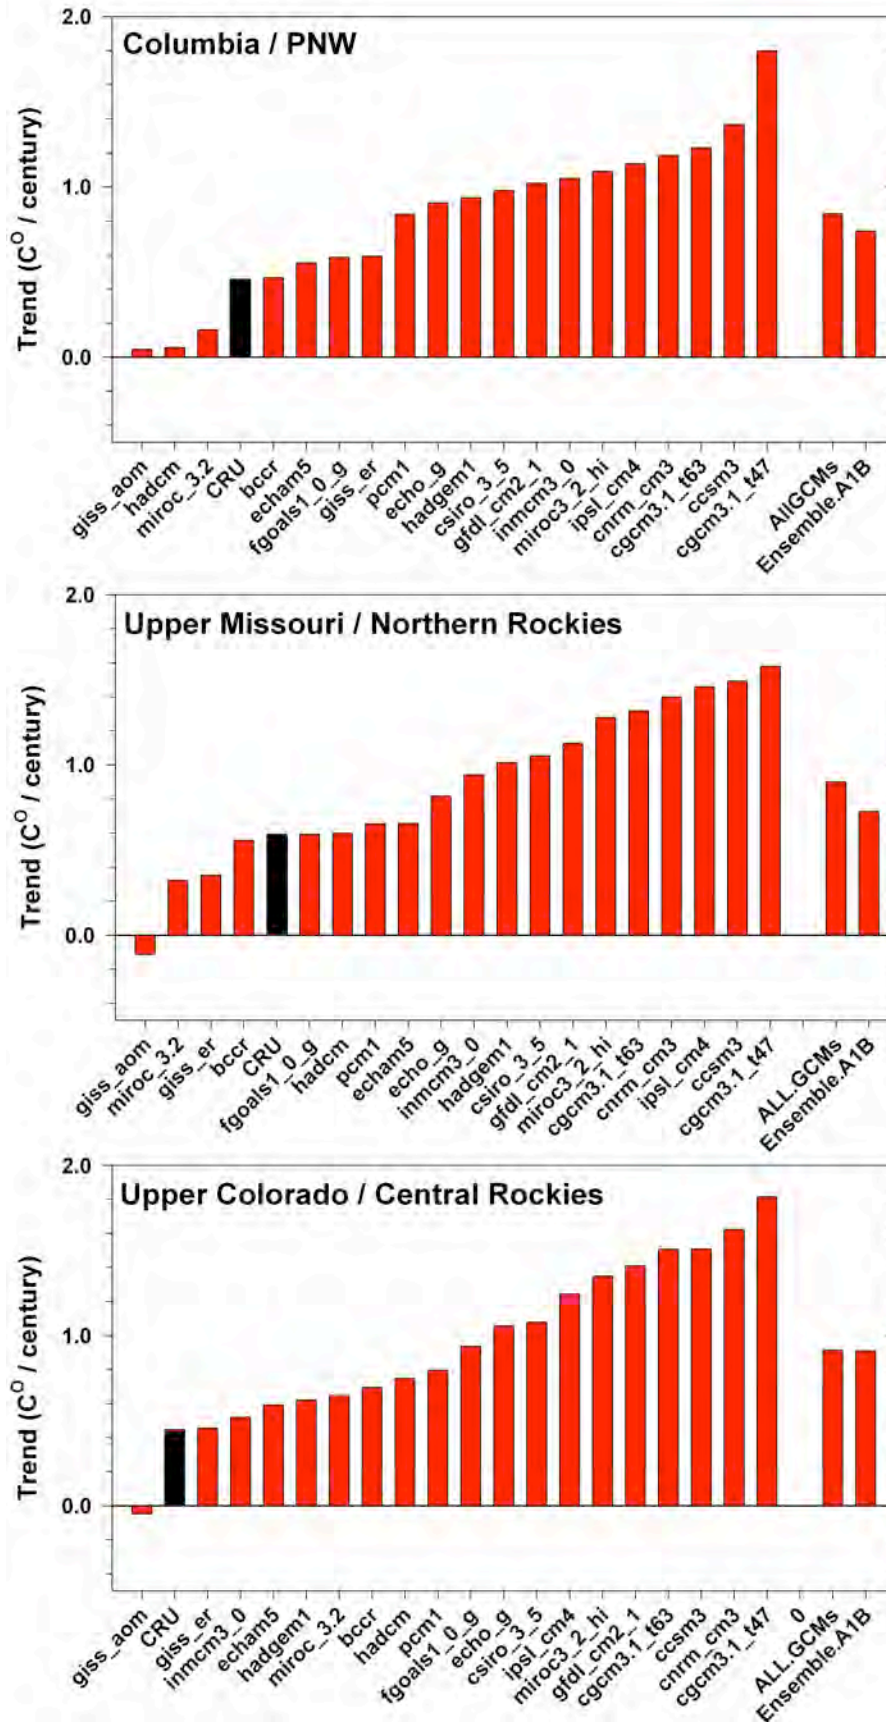 Columbia / PNW
Trend (C° / century)
2.0
1.0
0.0
giss_aom
hadcm
miroc_3.2
CRU
bccr
echam5
fgoals1_0_g
giss_er
pcm1
echo_g
hadgem1
csiro_3_5
gfdl_cm2_1
inmcm3_0
miroc3_2_hi
ipsl_cm4
cnrm_cm3
cgcm3.1_t63
ccsm3
cgcm3.1_t47
AllGCMs
Ensemble.A1B
Upper Missouri / Northern Rockies
Trend (C° / century)
2.0
1.0
0.0
giss_aom
miroc_3.2
giss_er
bccr
CRU
fgoals1_0_g
hadcm
pcm1
echam5
echo_g
inmcm3_0
hadgem1
csiro_3_5
gfdl_cm2_1
miroc3_2_hi
cgcm3.1_t63
cnrm_cm3
ipsl_cm4
ccsm3
cgcm3.1_t47
ALL.GCMs
Ensemble.A1B
Upper Colorado / Central Rockies
Trend (C° / century)
2.0
1.0
0.0
giss_aom
CRU
giss_er
inmcm3_0
echam5
hadgem1
miroc_3.2
bccr
hadcm
pcm1
fgoals1_0_g
echo_g
csiro_3_5
ipsl_cm4
miroc3_2_hi
gfdl_cm2_1
cgcm3.1_t63
ccsm3
cnrm_cm3
cgcm3.1_t47
0
ALL.GCMs
Ensemble.A1B